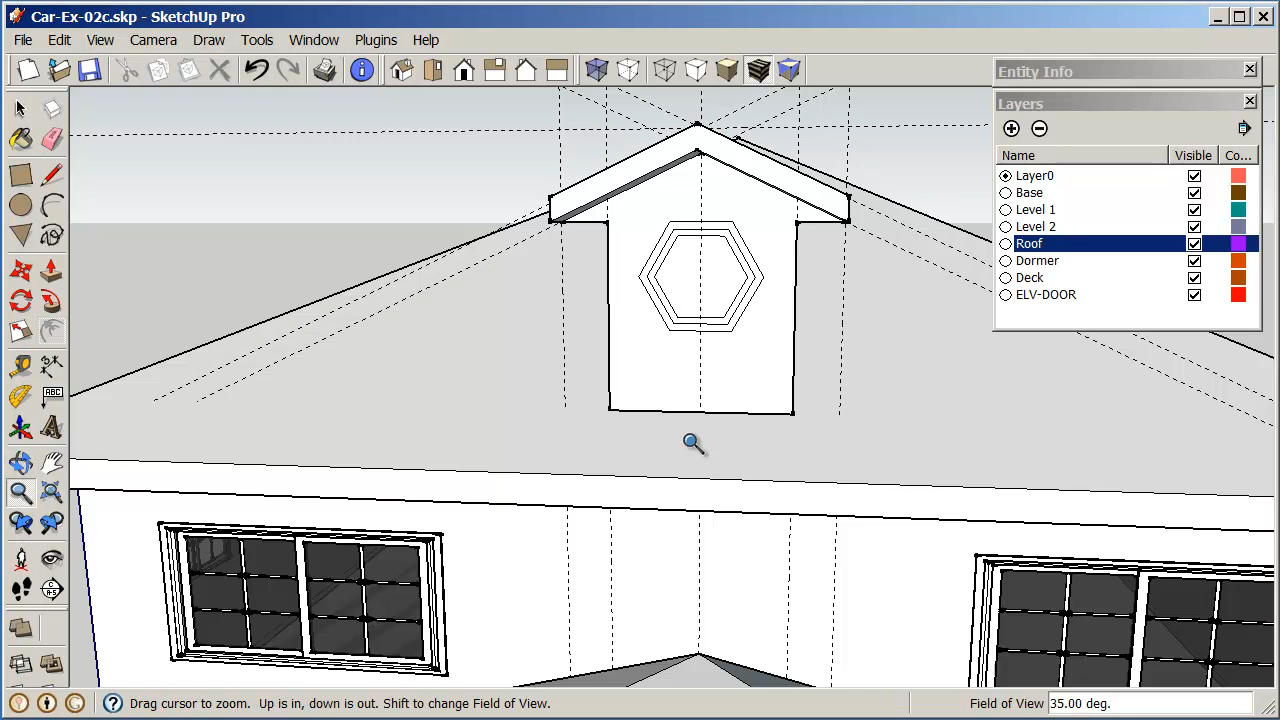 Car-Ex-02c.skp - SketchUp Pro
File Edit View Camera Draw Tools Window Plugins Help
Entity Info
Layers
Name Visible Co...
Layer0
Base
Level 1
Level 2
Roof
Dormer
Deck
ELV-DOOR
ABC
Drag cursor to zoom. Up is in, down is out. Shift to change Field of View. Field of View 35.00 deg.